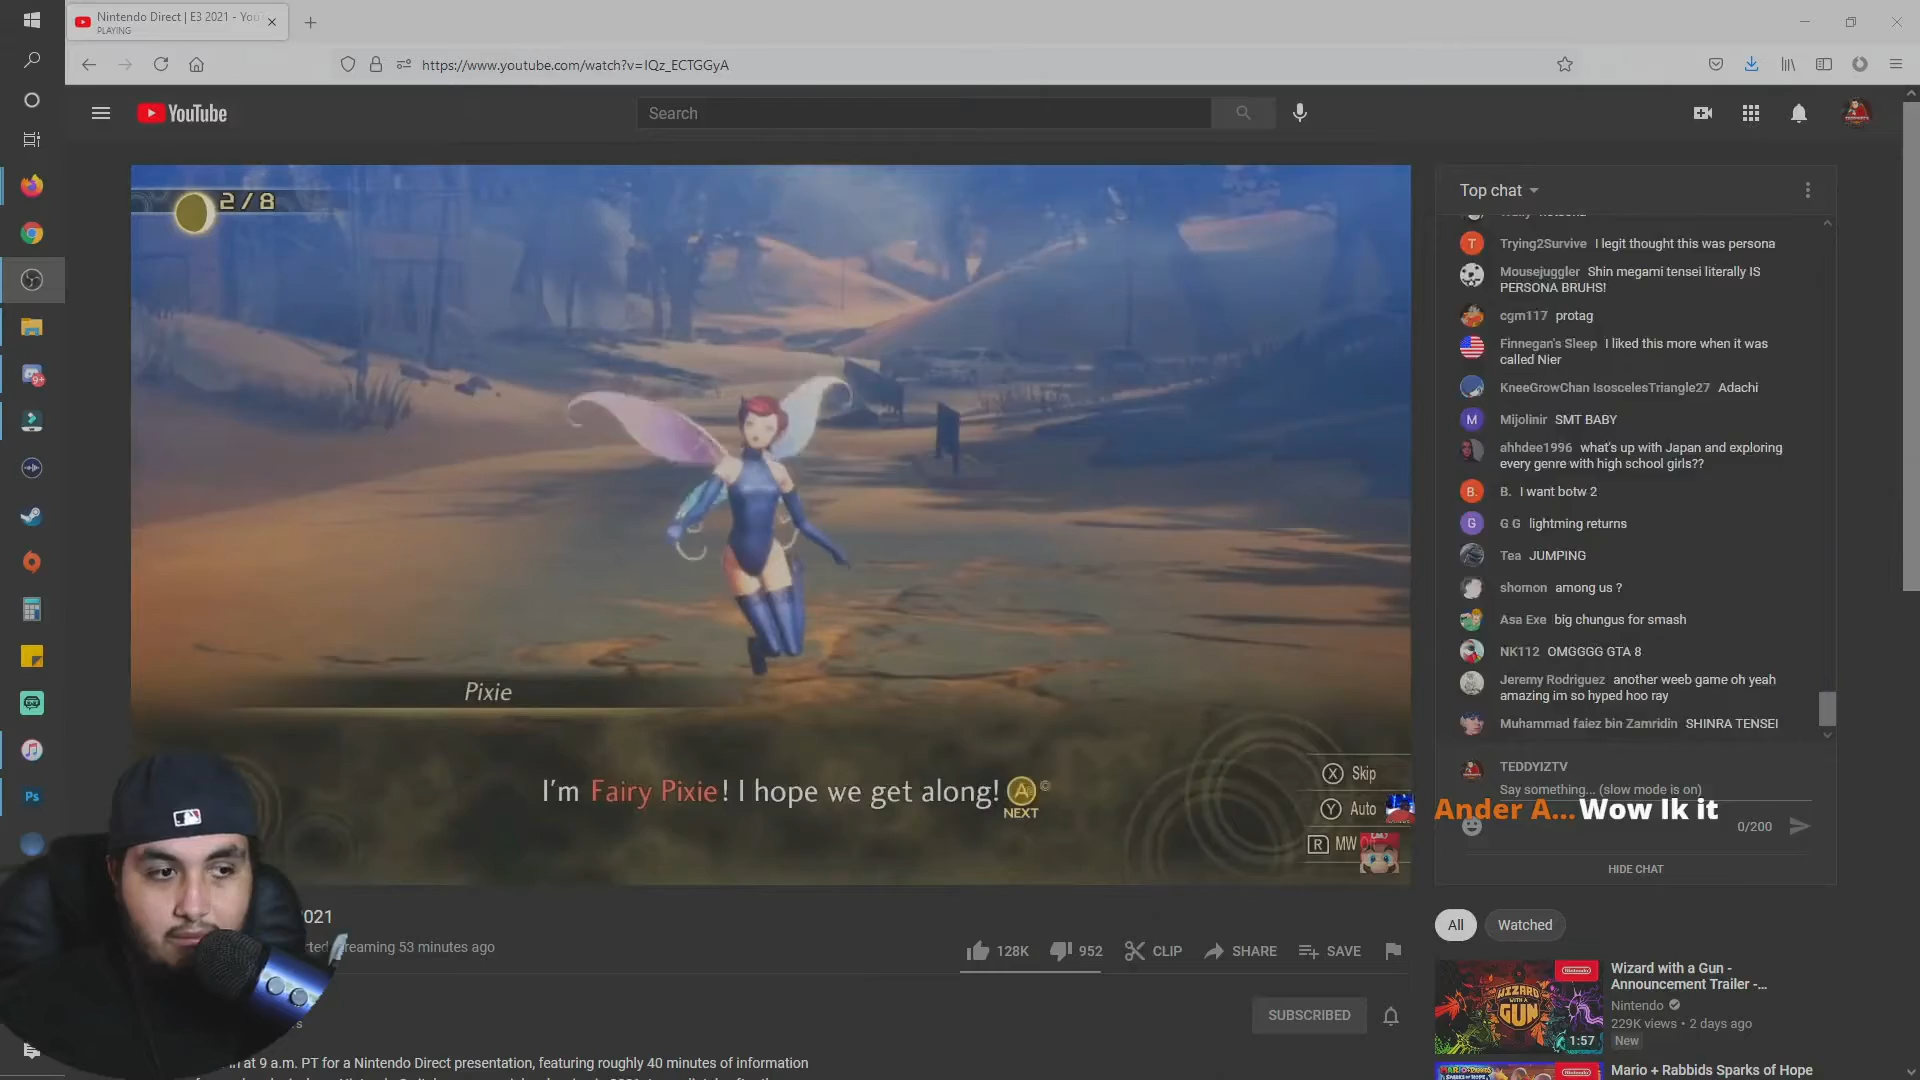 Nintendo Direct | E3 2021 - You
PLAYING
https://www.youtube.com/watch?v=IQz_ECTGGyA
YouTube
Search
2/8
Pixie
I'm Fairy Pixie! I hope we get along!
A
NEXT
X Skip
Y Auto
R MW
Top chat
Trying2Survive I legit thought this was persona
Mousejuggler Shin megami tensei literally IS
PERSONA BRUHS!
cgm117 protag
Finnegan's Sleep I liked this more when it was
called Nier
KneeGrowChan IsoscelesTriangle27 Adachi
M
Mijolinir SMT BABY
ahhdee1996 what's up with Japan and exploring
every genre with high school girls??
B.
B. I want botw 2
G
G G lightming returns
Tea JUMPING
shomon among us ?
Asa Exe big chungus for smash
NK112 OMGGGG GTA 8
Jeremy Rodriguez another weeb game oh yeah
amazing im so hyped hoo ray
Muhammad faiez bin Zamridin SHINRA TENSEI
TEDDYIZTV
Say something... (slow mode is on)
Ander A... Wow Ik it
0/200
HIDE CHAT
021
streaming 53 minutes ago
128K
952
CLIP
SHARE
SAVE
SUBSCRIBED
at 9 a.m. PT for a Nintendo Direct presentation, featuring roughly 40 minutes of information
All
Watched
Nintendo
WIZARD
WITH A
GUN
1:57
Wizard with a Gun -
Announcement Trailer -...
Nintendo
229K views • 2 days ago
New
Mario + Rabbids Sparks of Hope
9+
Ps